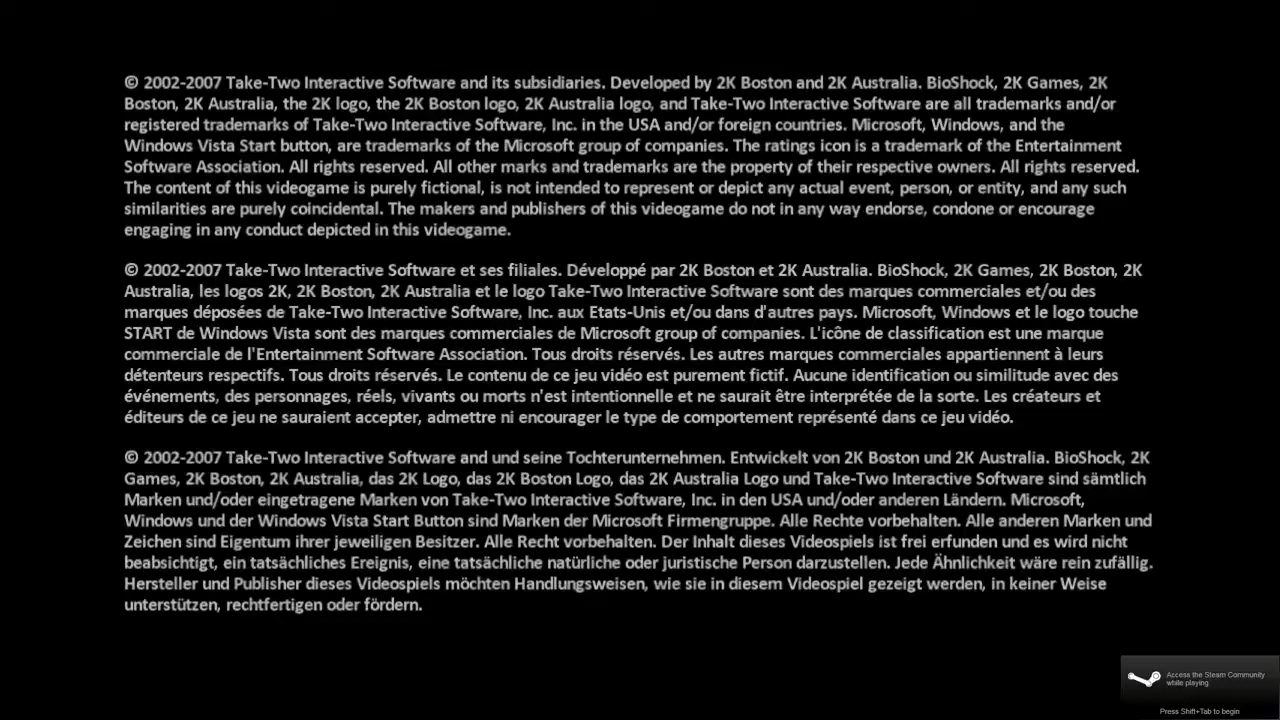 © 2002-2007 Take-Two Interactive Software and its subsidiaries. Developed by 2K Boston and 2K Australia. BioShock, 2K Games, 2K
Boston, 2K Australia, the 2K logo, the 2K Boston logo, 2K Australia logo, and Take-Two Interactive Software are all trademarks and/or
registered trademarks of Take-Two Interactive Software, Inc. in the USA and/or foreign countries. Microsoft, Windows, and the
Windows Vista Start button, are trademarks of the Microsoft group of companies. The ratings icon is a trademark of the Entertainment
Software Association. All rights reserved. All other marks and trademarks are the property of their respective owners. All rights reserved.
The content of this videogame is purely fictional, is not intended to represent or depict any actual event, person, or entity, and any such
similarities are purely coincidental. The makers and publishers of this videogame do not in any way endorse, condone or encourage
engaging in any conduct depicted in this videogame.
© 2002-2007 Take-Two Interactive Software et ses filiales. Développé par 2K Boston et 2K Australia. BioShock, 2K Games, 2K Boston, 2K
Australia, les logos 2K, 2K Boston, 2K Australia et le logo Take-Two Interactive Software sont des marques commerciales et/ou des
marques déposées de Take-Two Interactive Software, Inc. aux Etats-Unis et/ou dans d'autres pays. Microsoft, Windows et le logo touche
START de Windows Vista sont des marques commerciales de Microsoft group of companies. L'icône de classification est une marque
commerciale de l'Entertainment Software Association. Tous droits réservés. Les autres marques commerciales appartiennent à leurs
détenteurs respectifs. Tous droits réservés. Le contenu de ce jeu vidéo est purement fictif. Aucune identification ou similitude avec des
événements, des personnages, réels, vivants ou morts n'est intentionnelle et ne saurait être interprétée de la sorte. Les créateurs et
éditeurs de ce jeu ne sauraient accepter, admettre ni encourager le type de comportement représenté dans ce jeu vidéo.
© 2002-2007 Take-Two Interactive Software and und seine Tochterunternehmen. Entwickelt von 2K Boston und 2K Australia. BioShock, 2K
Games, 2K Boston, 2K Australia, das 2K Logo, das 2K Boston Logo, das 2K Australia Logo und Take-Two Interactive Software sind sämtlich
Marken und/oder eingetragene Marken von Take-Two Interactive Software, Inc. in den USA und/oder anderen Ländern. Microsoft,
Windows und der Windows Vista Start Button sind Marken der Microsoft Firmengruppe. Alle Rechte vorbehalten. Alle anderen Marken und
Zeichen sind Eigentum ihrer jeweiligen Besitzer. Alle Recht vorbehalten. Der Inhalt dieses Videospiels ist frei erfunden und es wird nicht
beabsichtigt, ein tatsächliches Ereignis, eine tatsächliche natürliche oder juristische Person darzustellen. Jede Ähnlichkeit wäre rein zufällig.
Hersteller und Publisher dieses Videospiels möchten Handlungsweisen, wie sie in diesem Videospiel gezeigt werden, in keiner Weise
unterstützen, rechtfertigen oder fördern.
Access the Steam Community
while playing
Press Shift+Tab to begin